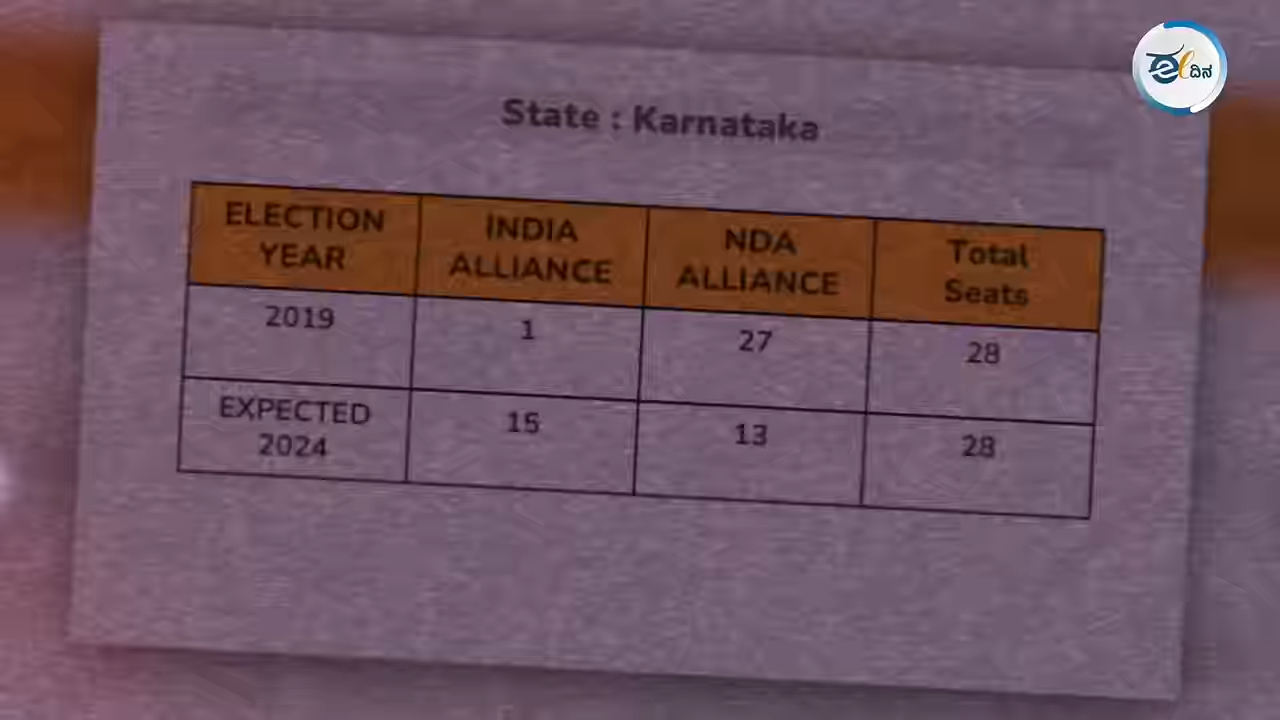 ಈ ದಿನ
State : Karnataka
ELECTION YEAR INDIA ALLIANCE NDA ALLIANCE Total Seats
2019 1 27 28
EXPECTED 2024 15 13 28